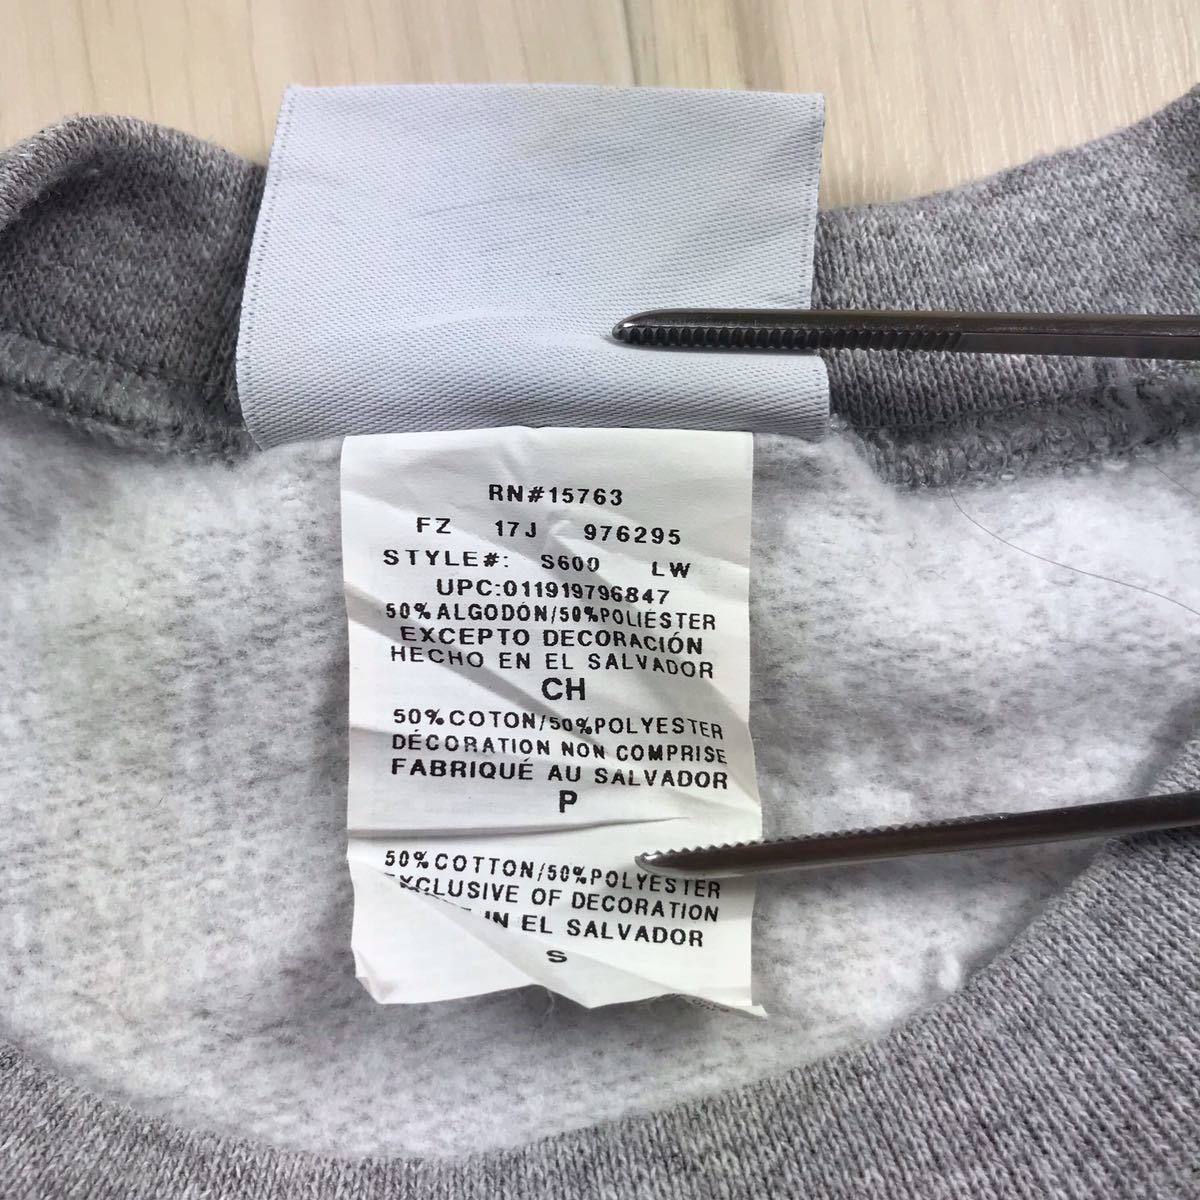 RN#15763
FZ 17J 976295
STYLE#: S600 LW
UPC:011919796847
50%ALGODÓN/50%POLIÉSTER
EXCEPTO DECORACIÓN
HECHO EN EL SALVADOR
CH
50%COTON/50%POLYESTER
DÉCORATION NON COMPRISE
FABRIQUÉ AU SALVADOR
P
50%COTTON/50%POLYESTER
EXCLUSIVE OF DECORATION
IN EL SALVADOR
S